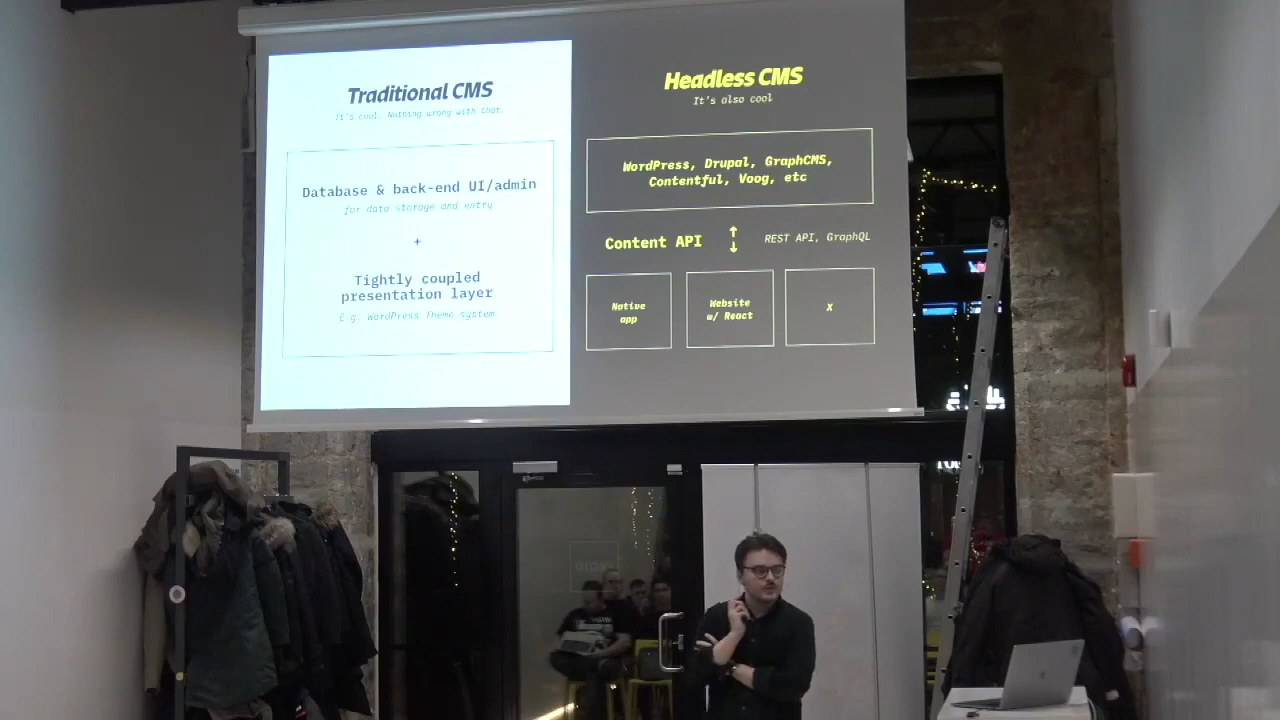 Traditional CMS
It's cool. Nothing wrong with that.
Database & back-end UI/admin
for data storage and entry
+
Tightly coupled
presentation layer
E.g. WordPress Theme system
Headless CMS
It's also cool
WordPress, Drupal, GraphCMS,
Contentful, Voog, etc
Content API
REST API, GraphQL
Native
app
Website
w/ React
X